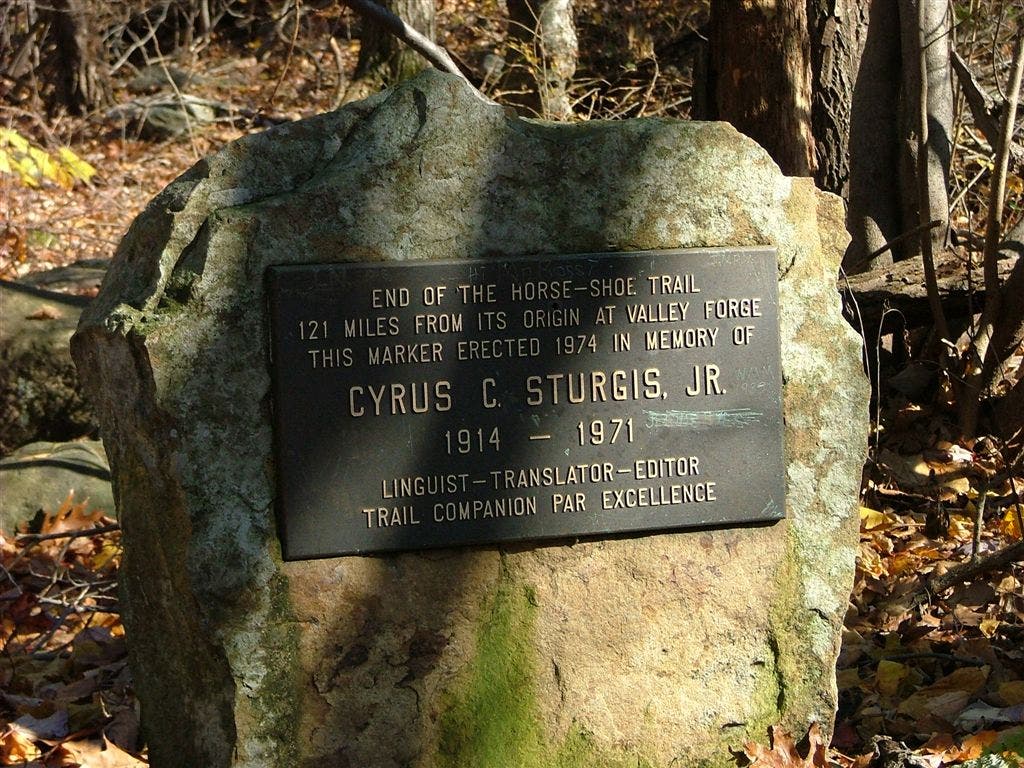 END OF THE HORSE-SHOE TRAIL
121 MILES FROM ITS ORIGIN AT VALLEY FORGE
THIS MARKER ERECTED 1974 IN MEMORY OF
CYRUS C. STURGIS, JR.
1914 - 1971
LINGUIST-TRANSLATOR-EDITOR
TRAIL COMPANION PAR EXCELLENCE